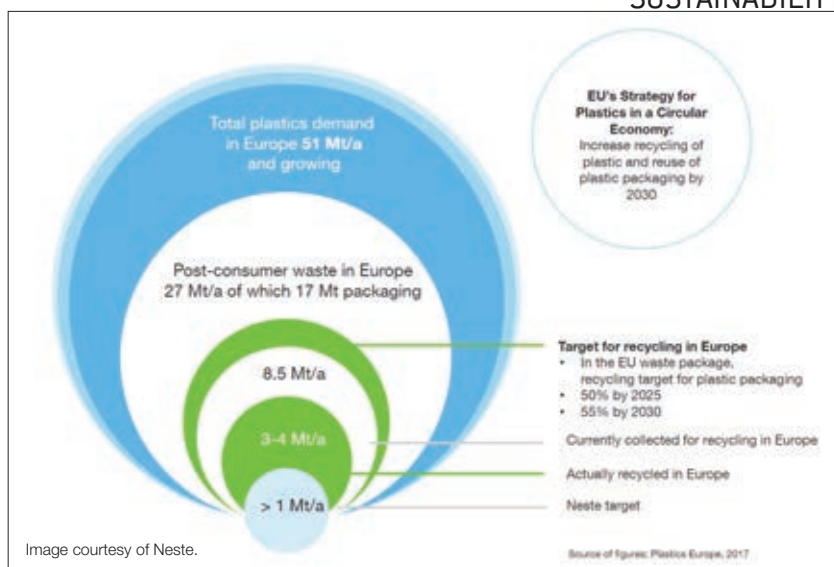 Total plastics demand
in Europe 51 Mt/a
and growing
EU's Strategy for
Plastics in a Circular
Economy:
Increase recycling of
plastic and reuse of
plastic packaging by
2030
Post-consumer waste in Europe
27 Mt/a of which 17 Mt packaging
8.5 Mt/a
3-4 Mt/a
> 1 Mt/a
Target for recycling in Europe
• In the EU waste package,
recycling target for plastic packaging
• 50% by 2025
• 55% by 2030
Currently collected for recycling in Europe
Actually recycled in Europe
Neste target
Image courtesy of Neste.
Source of figures: Plastics Europe, 2017